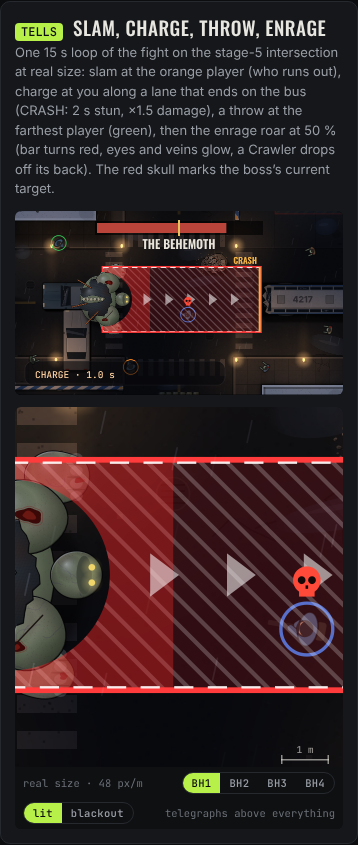 TELLS SLAM, CHARGE, THROW, ENRAGE
One 15 s loop of the fight on the stage-5 intersection
at real size: slam at the orange player (who runs out),
charge at you along a lane that ends on the bus
(CRASH: 2 s stun, ×1.5 damage), a throw at the
farthest player (green), then the enrage roar at 50 %
(bar turns red, eyes and veins glow, a Crawler drops
off its back). The red skull marks the boss's current
target.
THE BEHEMOTH
CRASH
4217
CHARGE · 1.0 s
1 m
real size · 48 px/m BH1 BH2 BH3 BH4
lit blackout telegraphs above everything